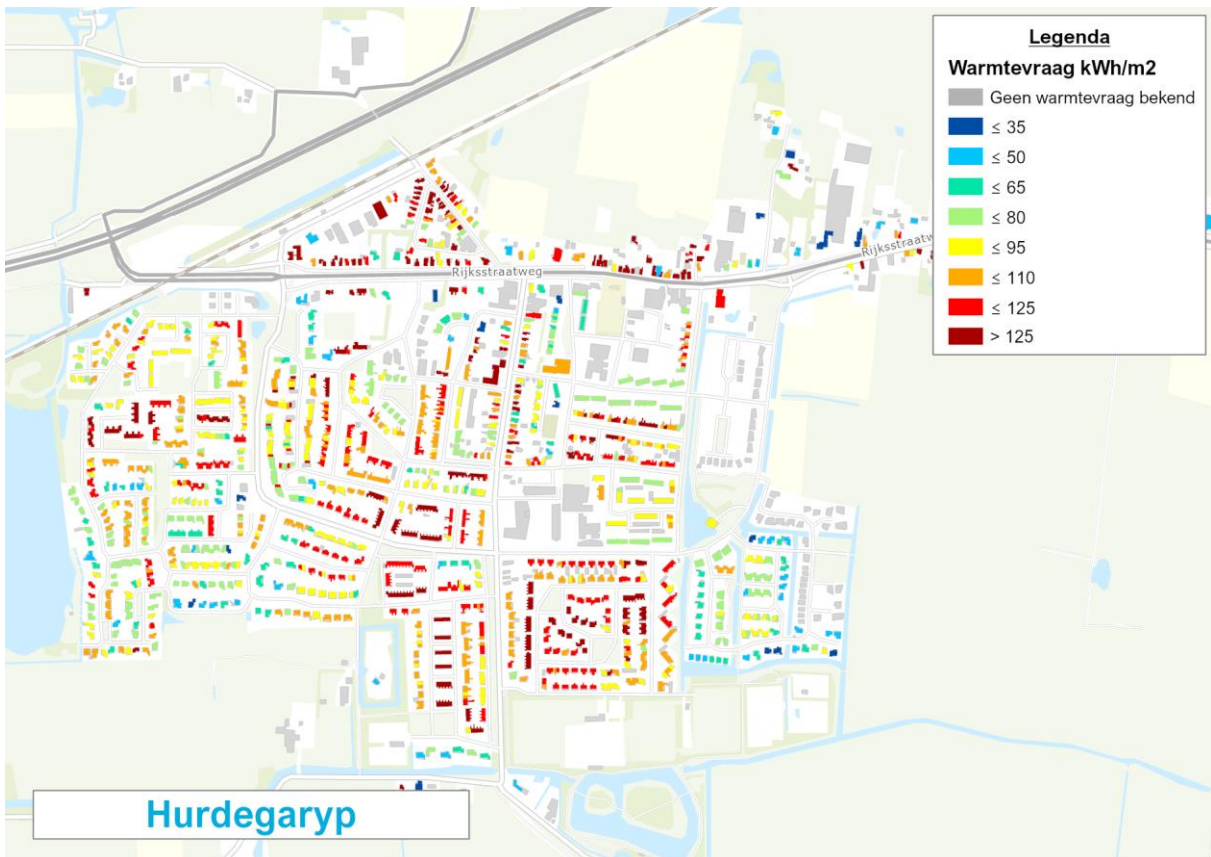 Legenda
Warmtevraag kWh/m2
Geen warmtevraag bekend
≤ 35
≤ 50
≤ 65
≤ 80
≤ 95
≤ 110
≤ 125
> 125
Rijksstraatw
Rijksstraatweg
Hurdegaryp